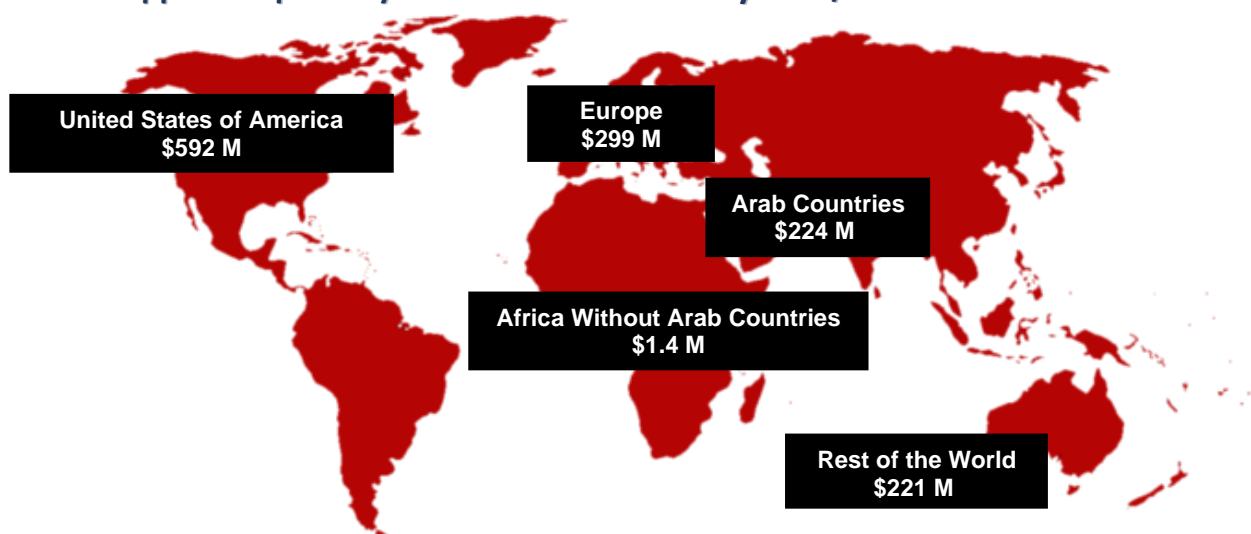 United States of America
$592 M
Europe
$299 M
Arab Countries
$224 M
Africa Without Arab Countries
$1.4 M
Rest of the World
$221 M